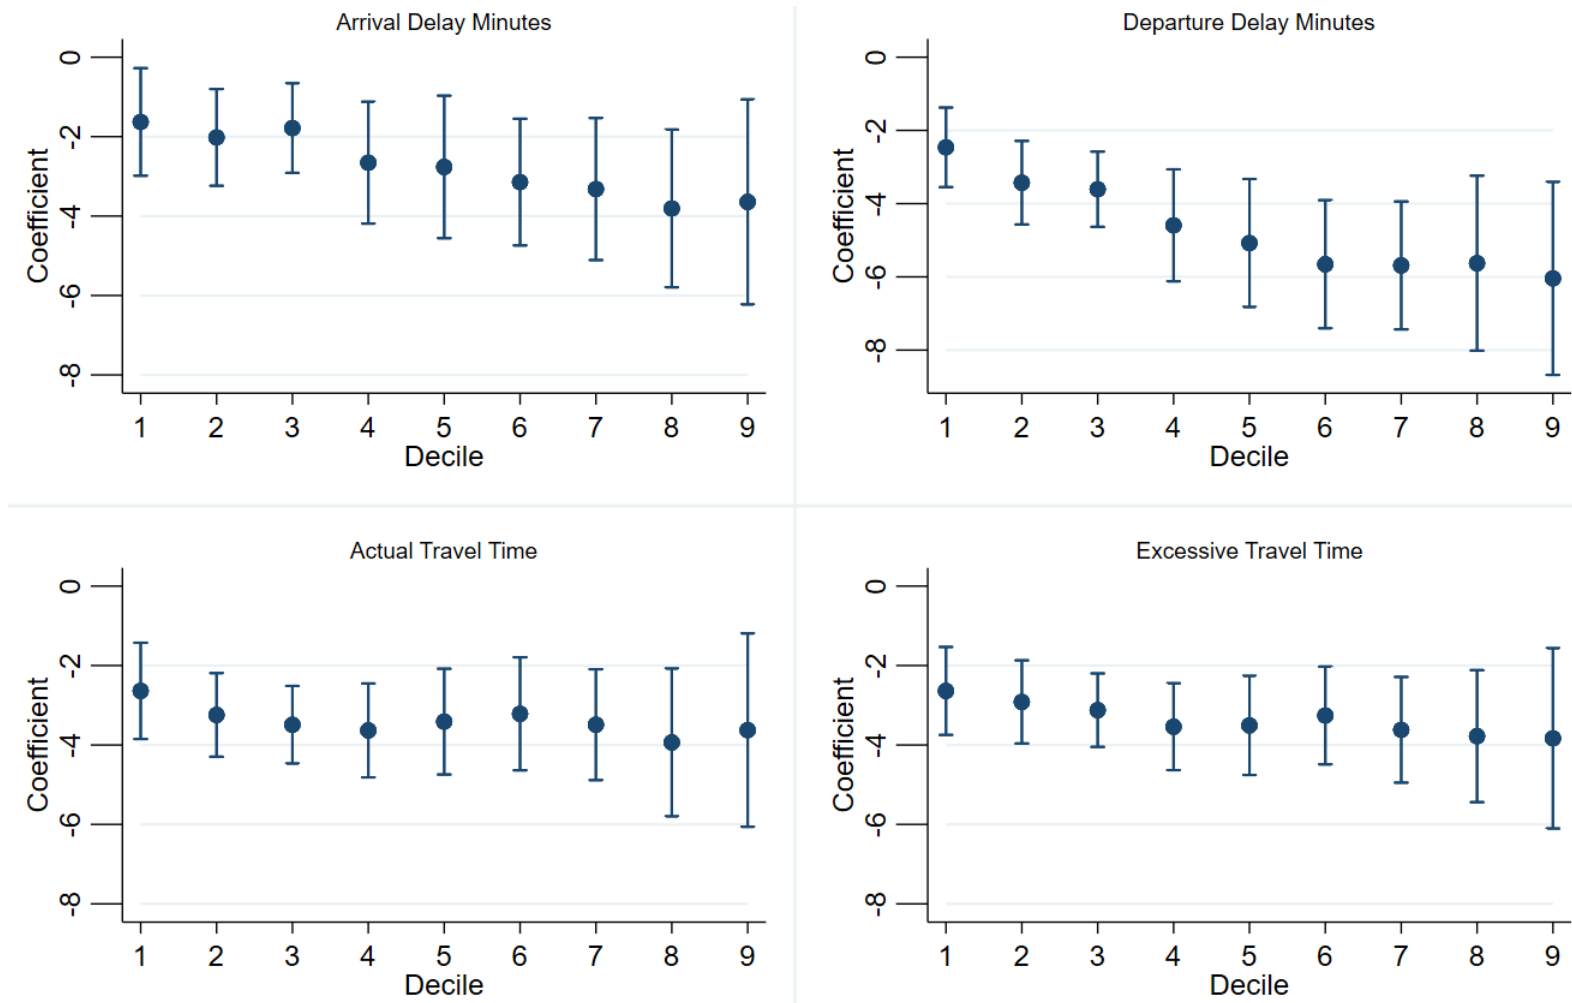 Arrival Delay Minutes
0
-2
-4
-6
-8
Coefficient
1 2 3 4 5 6 7 8 9
Decile
Departure Delay Minutes
0
-2
-4
-6
-8
Coefficient
1 2 3 4 5 6 7 8 9
Decile
Actual Travel Time
0
-2
-4
-6
-8
Coefficient
1 2 3 4 5 6 7 8 9
Decile
Excessive Travel Time
0
-2
-4
-6
-8
Coefficient
1 2 3 4 5 6 7 8 9
Decile